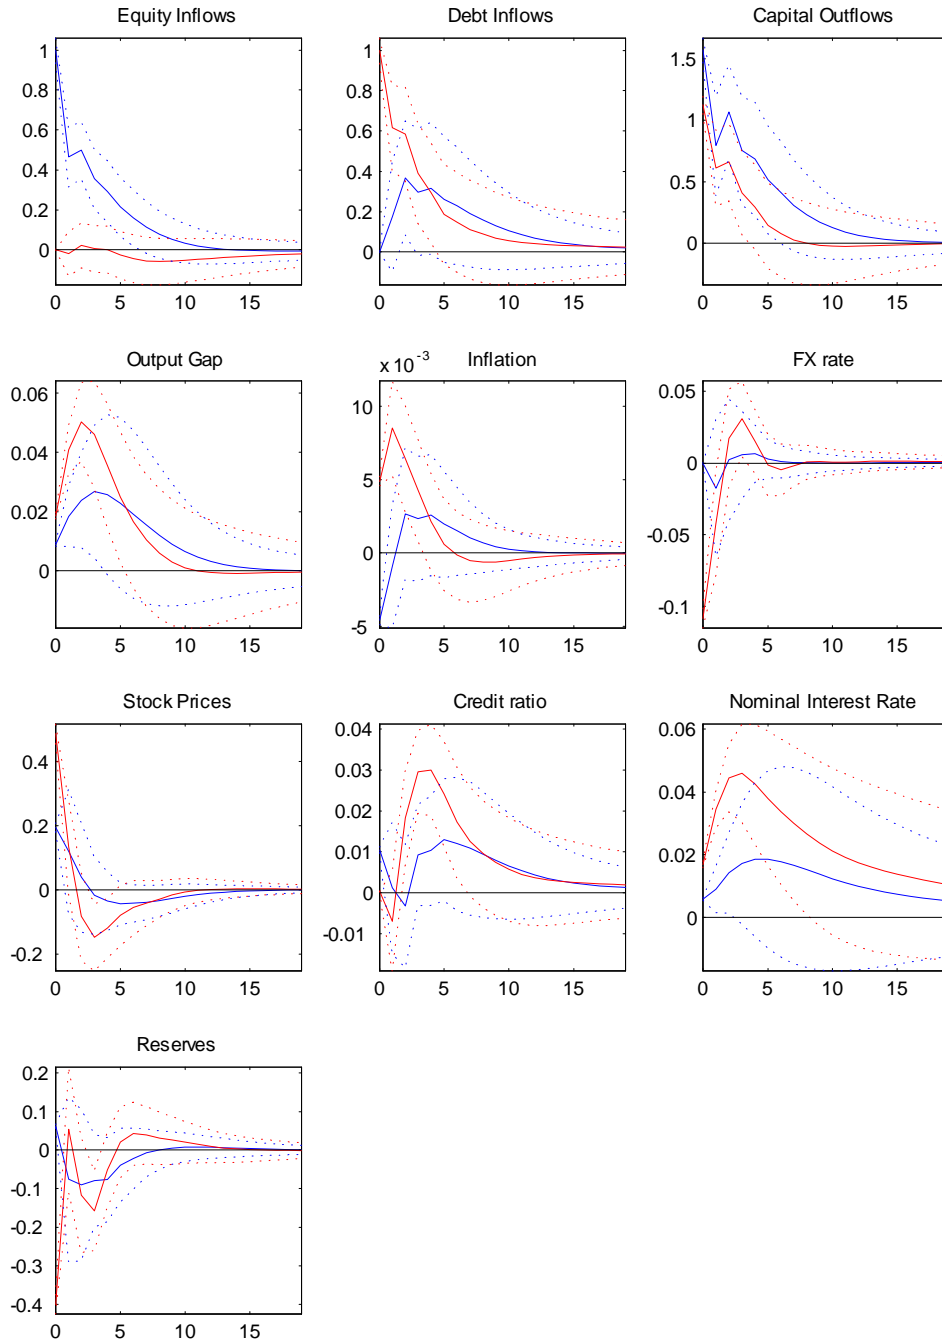 Equity Inflows
1
0.8
0.6
0.4
0.2
0
0 5 10 15
Debt Inflows
1
0.8
0.6
0.4
0.2
0
0 5 10 15
Capital Outflows
1.5
1
0.5
0
0 5 10 15
Output Gap
0.06
0.04
0.02
0
0 5 10 15
Inflation
x 10⁻³
10
5
0
-5
0 5 10 15
FX rate
0.05
0
-0.05
-0.1
0 5 10 15
Stock Prices
0.4
0.2
0
-0.2
0 5 10 15
Credit ratio
0.04
0.03
0.02
0.01
0
-0.01
0 5 10 15
Nominal Interest Rate
0.06
0.04
0.02
0
0 5 10 15
Reserves
0.2
0.1
0
-0.1
-0.2
-0.3
-0.4
0 5 10 15